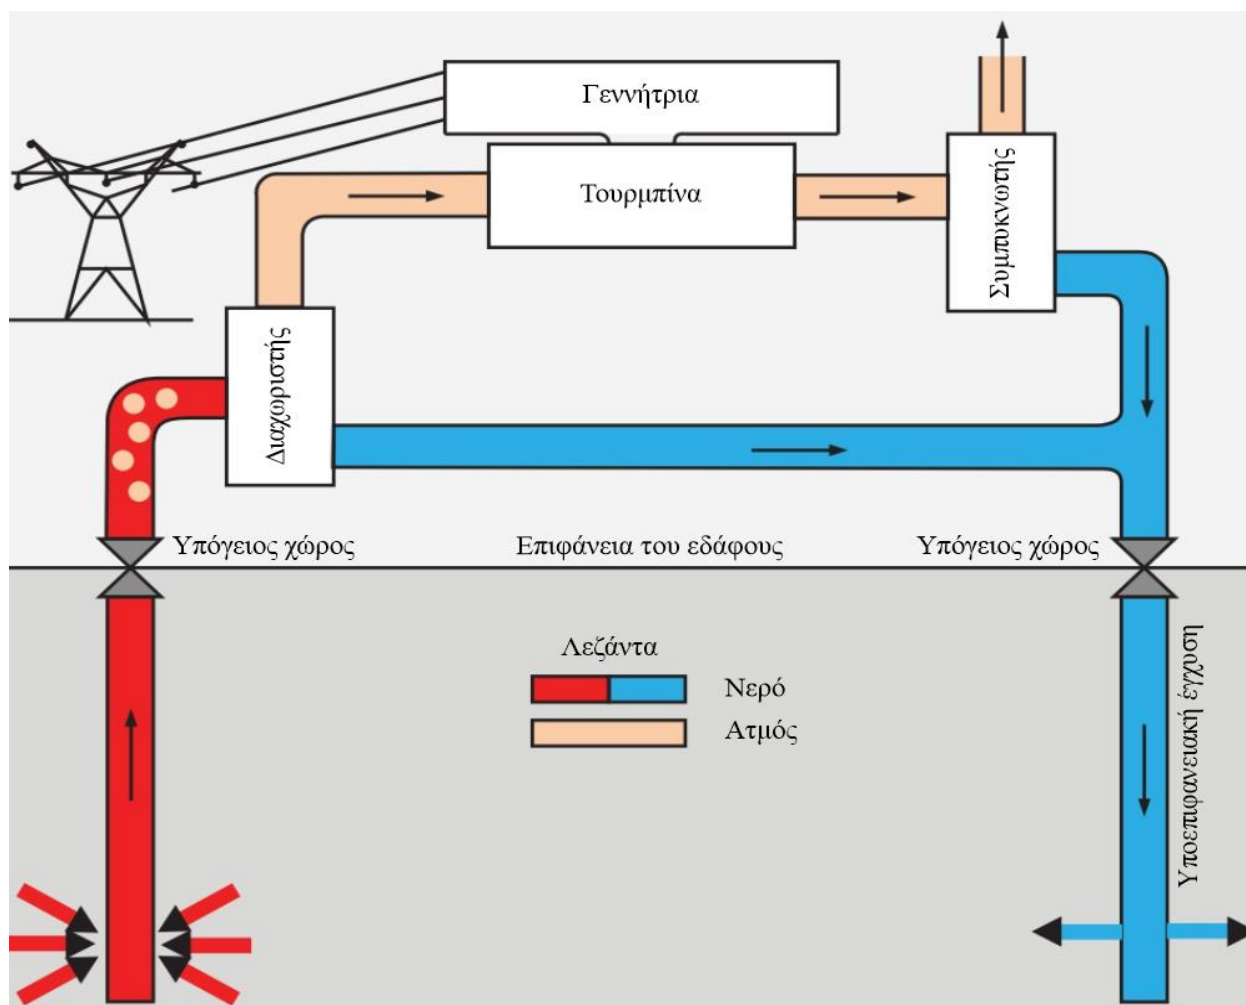 Γεννήτρια
Τουρμπίνα
Συμπυκνωτής
Διαχωριστής
Υπόγειος χώρος
Επιφάνεια του εδάφους
Υπόγειος χώρος
Λεζάντα
Νερό
Ατμός
Υποεπιφανειακή έγχυση